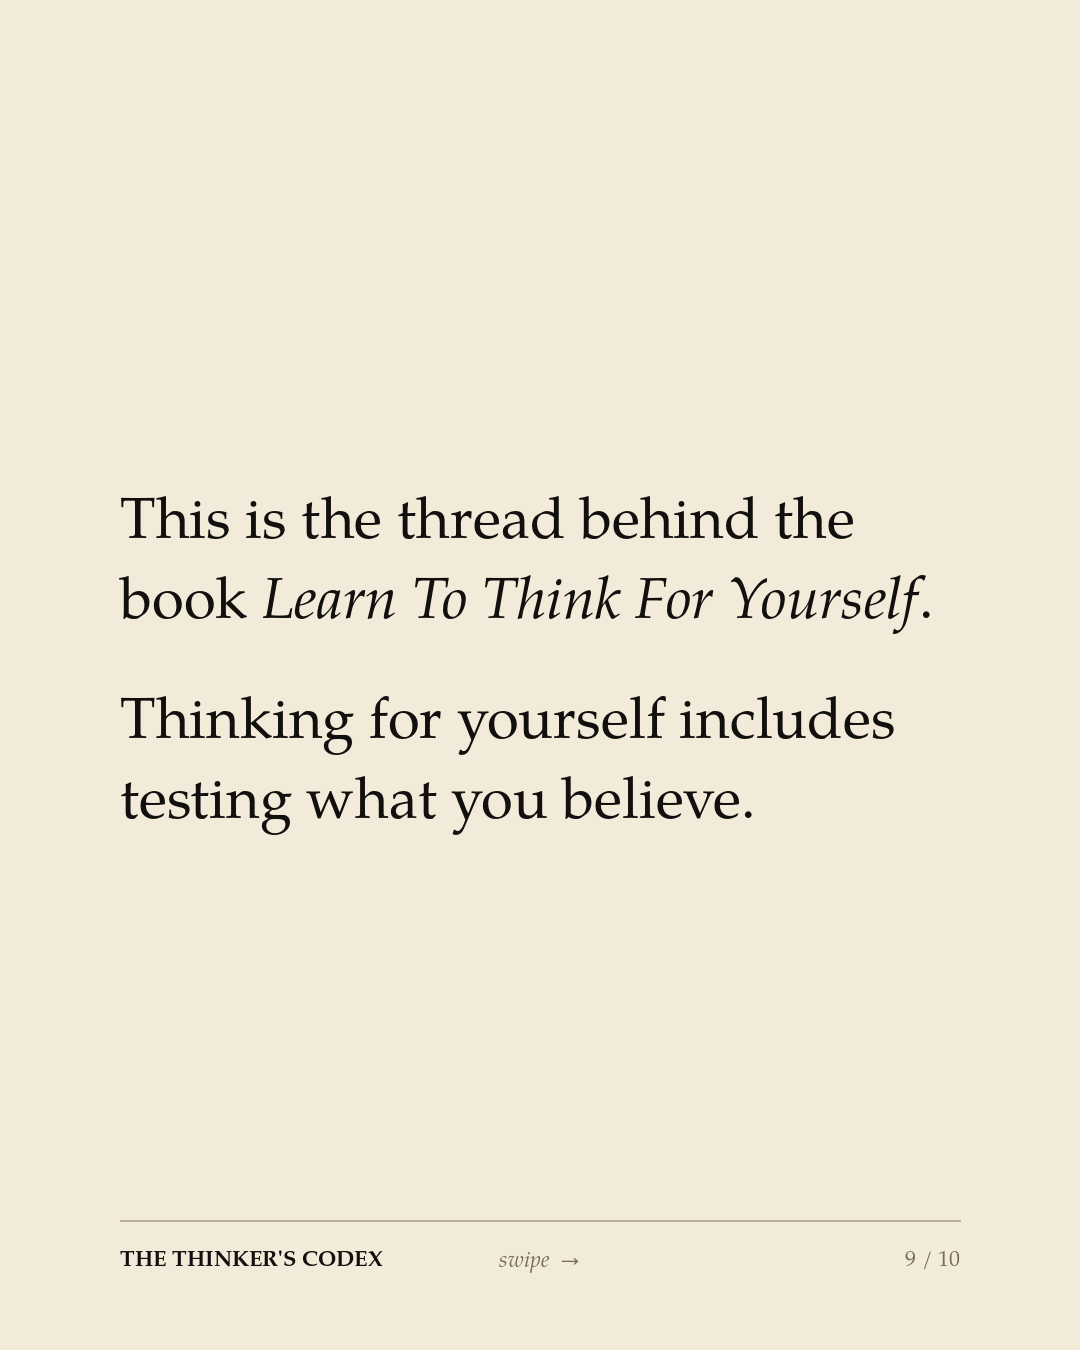 This is the thread behind the
book Learn To Think For Yourself.
Thinking for yourself includes
testing what you believe.
THE THINKER'S CODEX
swipe →
9 / 10